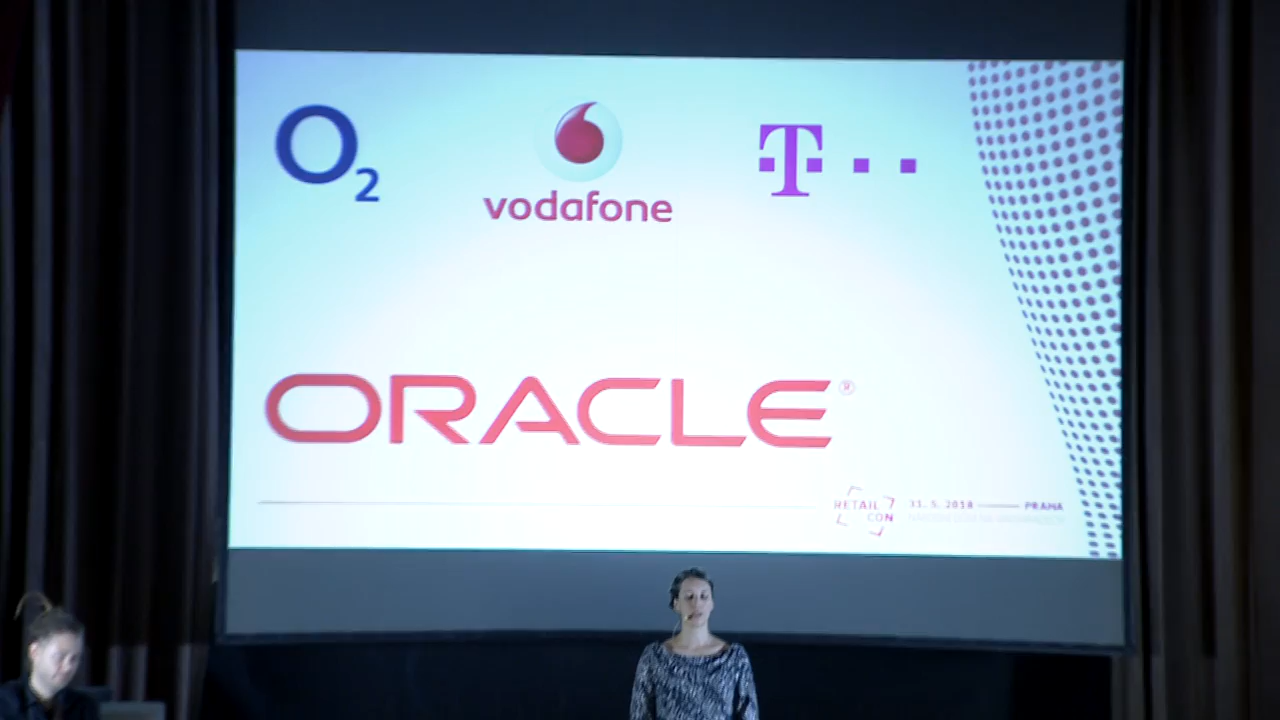 O2
vodafone
T
ORACLE®
RETAIL CON
31. 5. 2018 PRAHA